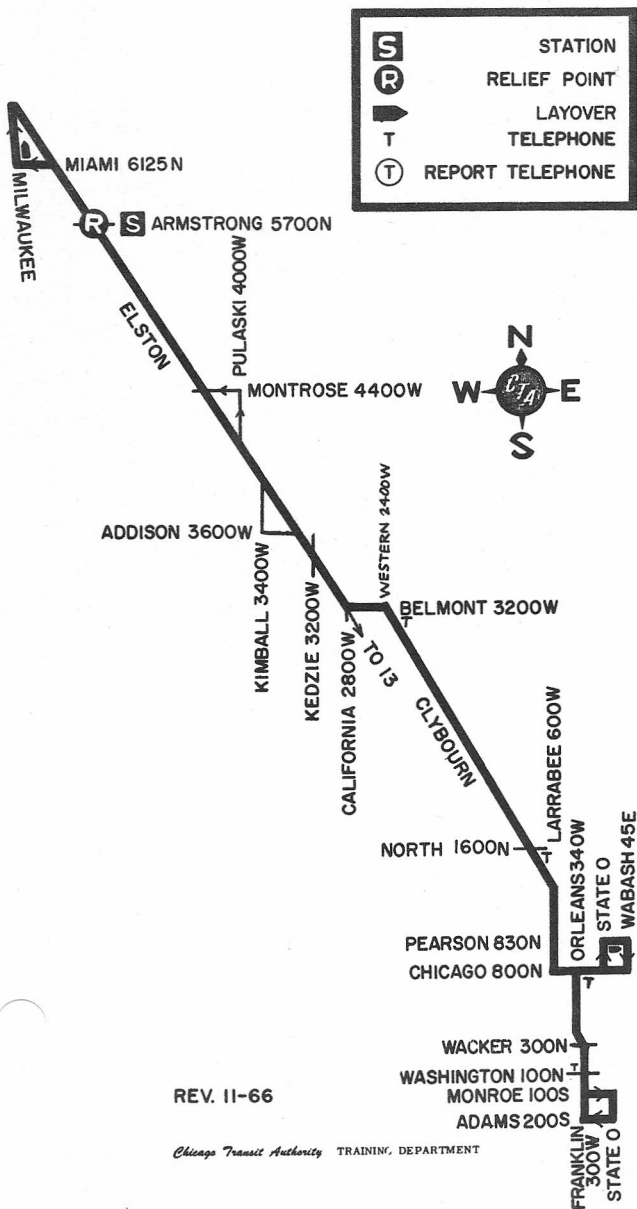 S STATION
R RELIEF POINT
LAYOVER
T TELEPHONE
T REPORT TELEPHONE
MIAMI 6125N
MILWAUKEE
R S ARMSTRONG 5700N
PULASKI 4000W
ELSTON
MONTROSE 4400W
N
W CTA E
S
ADDISON 3600W
KIMBALL 3400W
KEDZIE 3200W
CALIFORNIA 2800W
WESTERN 2400W
BELMONT 3200W
T
TO 13
CLYBOURN
LARRABEE 600W
NORTH 1600N
T
ORLEANS 340W
STATE 0
WABASH 45E
PEARSON 830N
CHICAGO 800N
T
WACKER 300N
T
WASHINGTON 100N
MONROE 100S
ADAMS 200S
FRANKLIN
300W
STATE 0
REV. 11-66
Chicago Transit Authority TRAINING DEPARTMENT